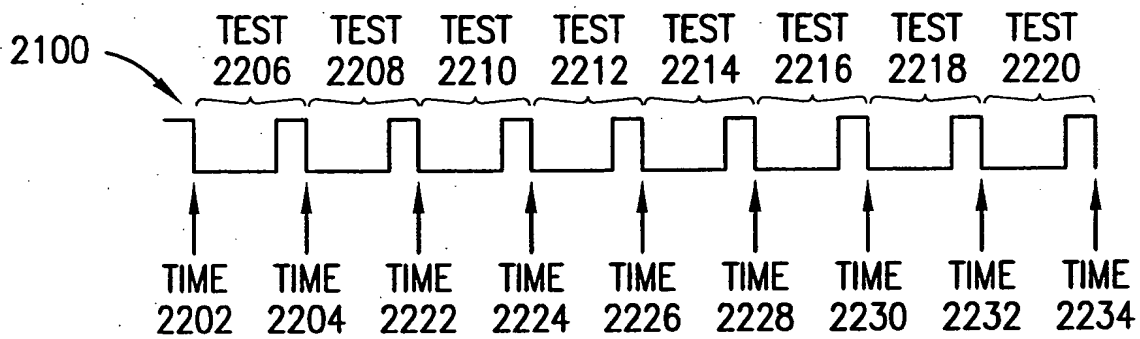 2100
TEST 2206
TEST 2208
TEST 2210
TEST 2212
TEST 2214
TEST 2216
TEST 2218
TEST 2220
TIME 2202
TIME 2204
TIME 2222
TIME 2224
TIME 2226
TIME 2228
TIME 2230
TIME 2232
TIME 2234